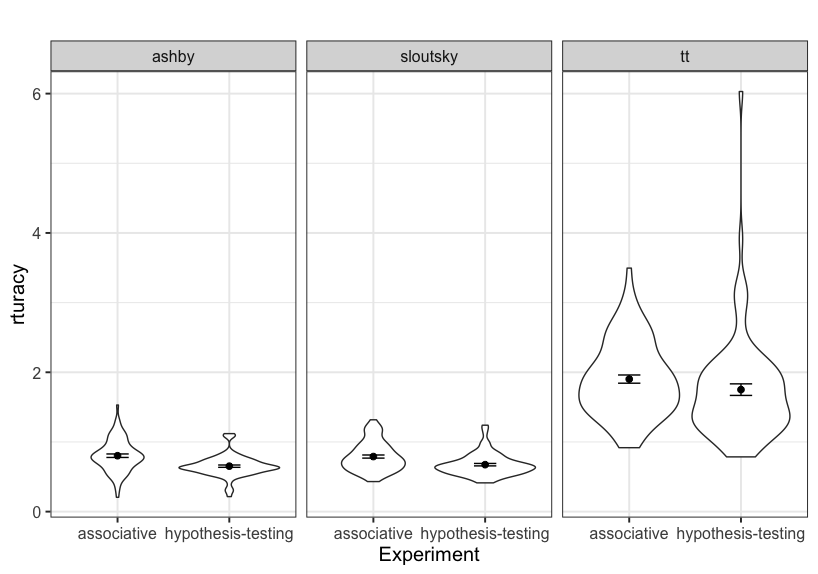 ashby sloutsky tt
6
4
2
0
rturacy
associative hypothesis-testing associative hypothesis-testing associative hypothesis-testing
Experiment